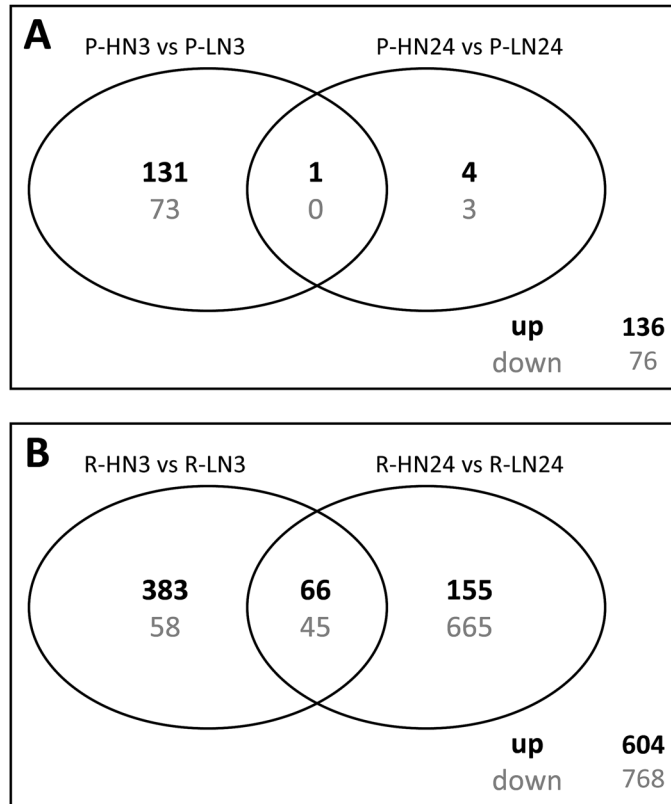 A
P-HN3 vs P-LN3 P-HN24 vs P-LN24
131 1 4
73 0 3
up 136
down 76
B
R-HN3 vs R-LN3 R-HN24 vs R-LN24
383 66 155
58 45 665
up 604
down 768